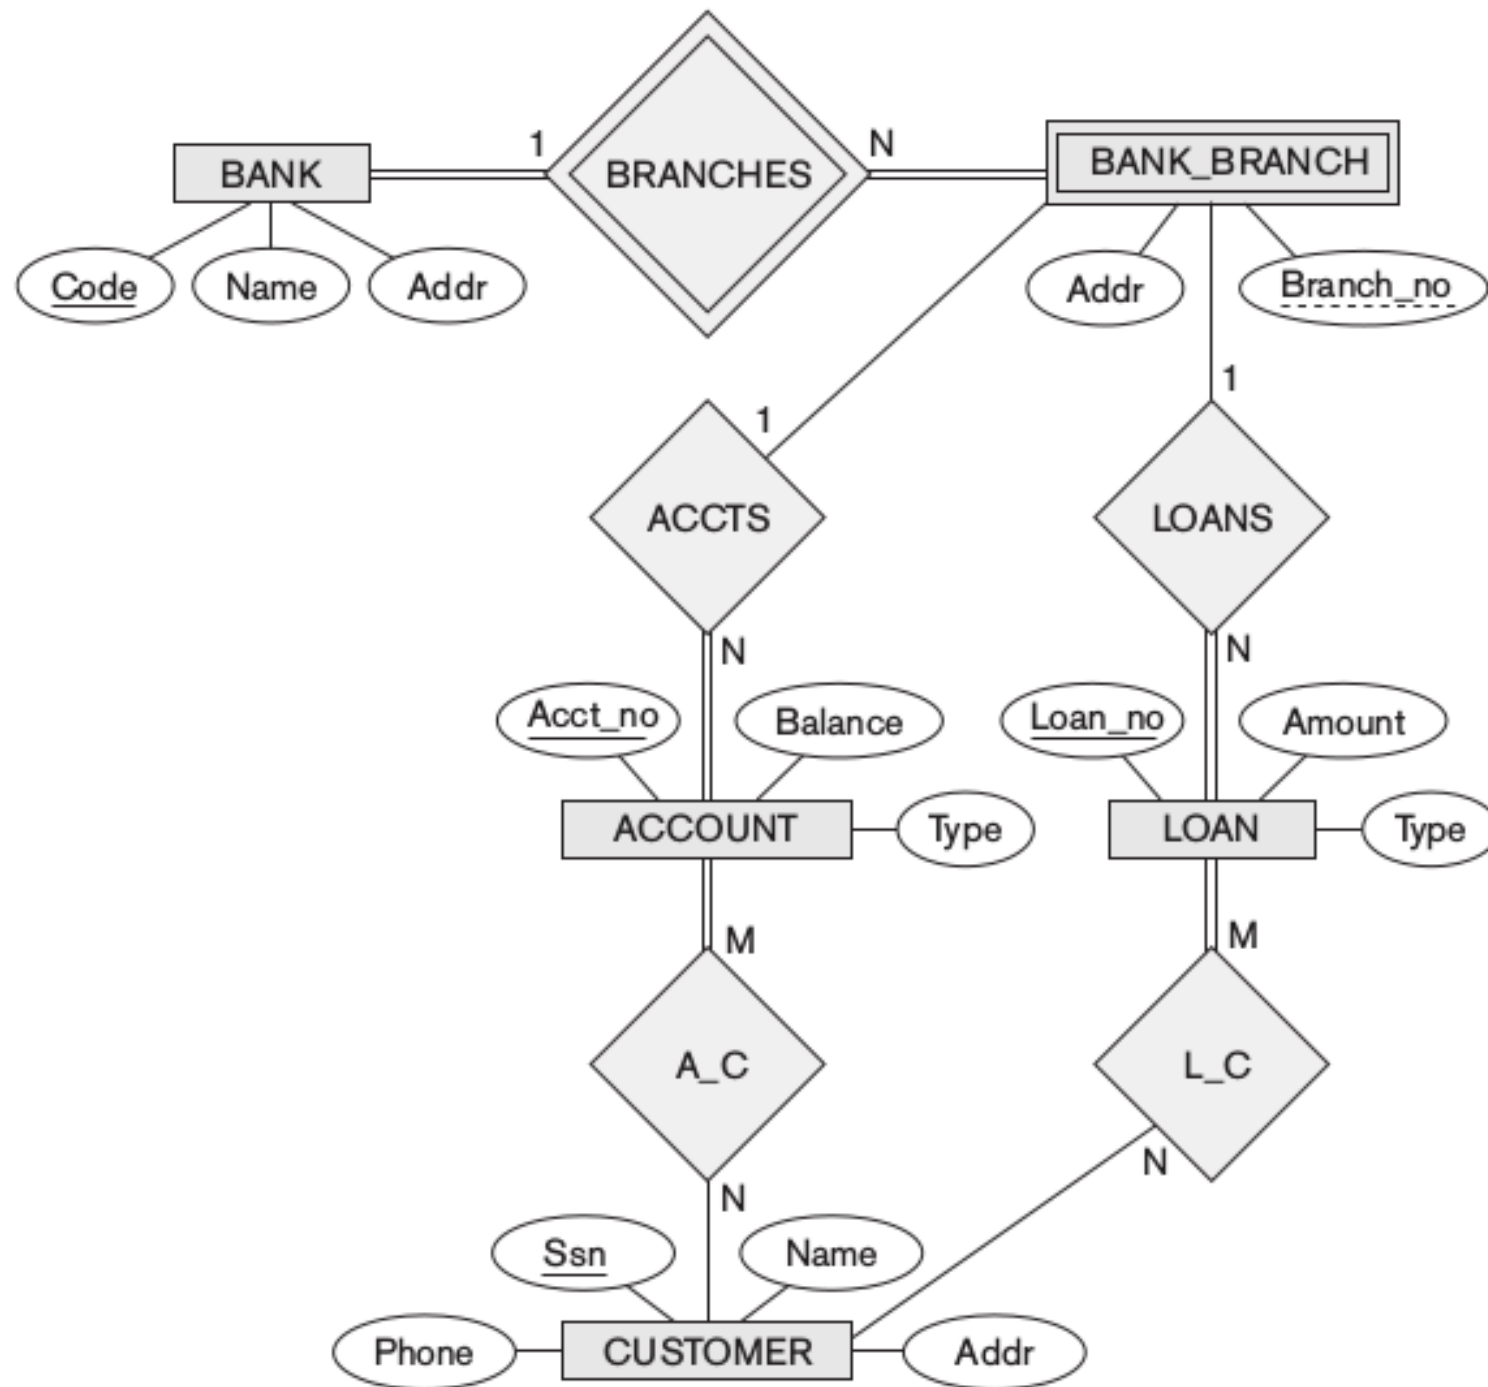 1
N
BANK
BRANCHES
BANK_BRANCH
Code
Name
Addr
Addr
Branch_no
1
1
ACCTS
LOANS
N
N
Acct_no
Balance
Loan_no
Amount
ACCOUNT
Type
LOAN
Type
M
M
A_C
L_C
N
N
Ssn
Name
Phone
CUSTOMER
Addr